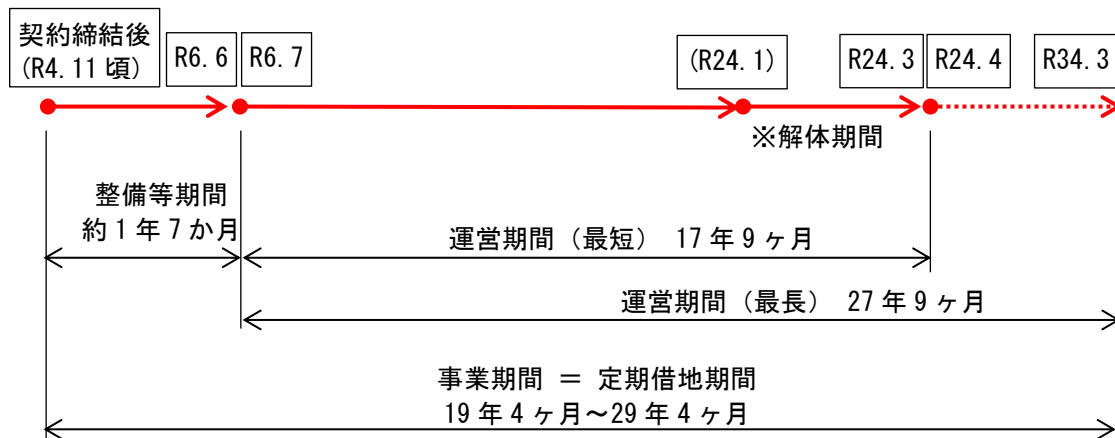 契約締結後
(R4.11 頃)
R6.6
R6.7
(R24.1)
R24.3
R24.4
R34.3
※解体期間
整備等期間
約1年7か月
運営期間（最短） 17年9ヶ月
運営期間（最長） 27年9ヶ月
事業期間 ＝ 定期借地期間
19年4ヶ月～29年4ヶ月